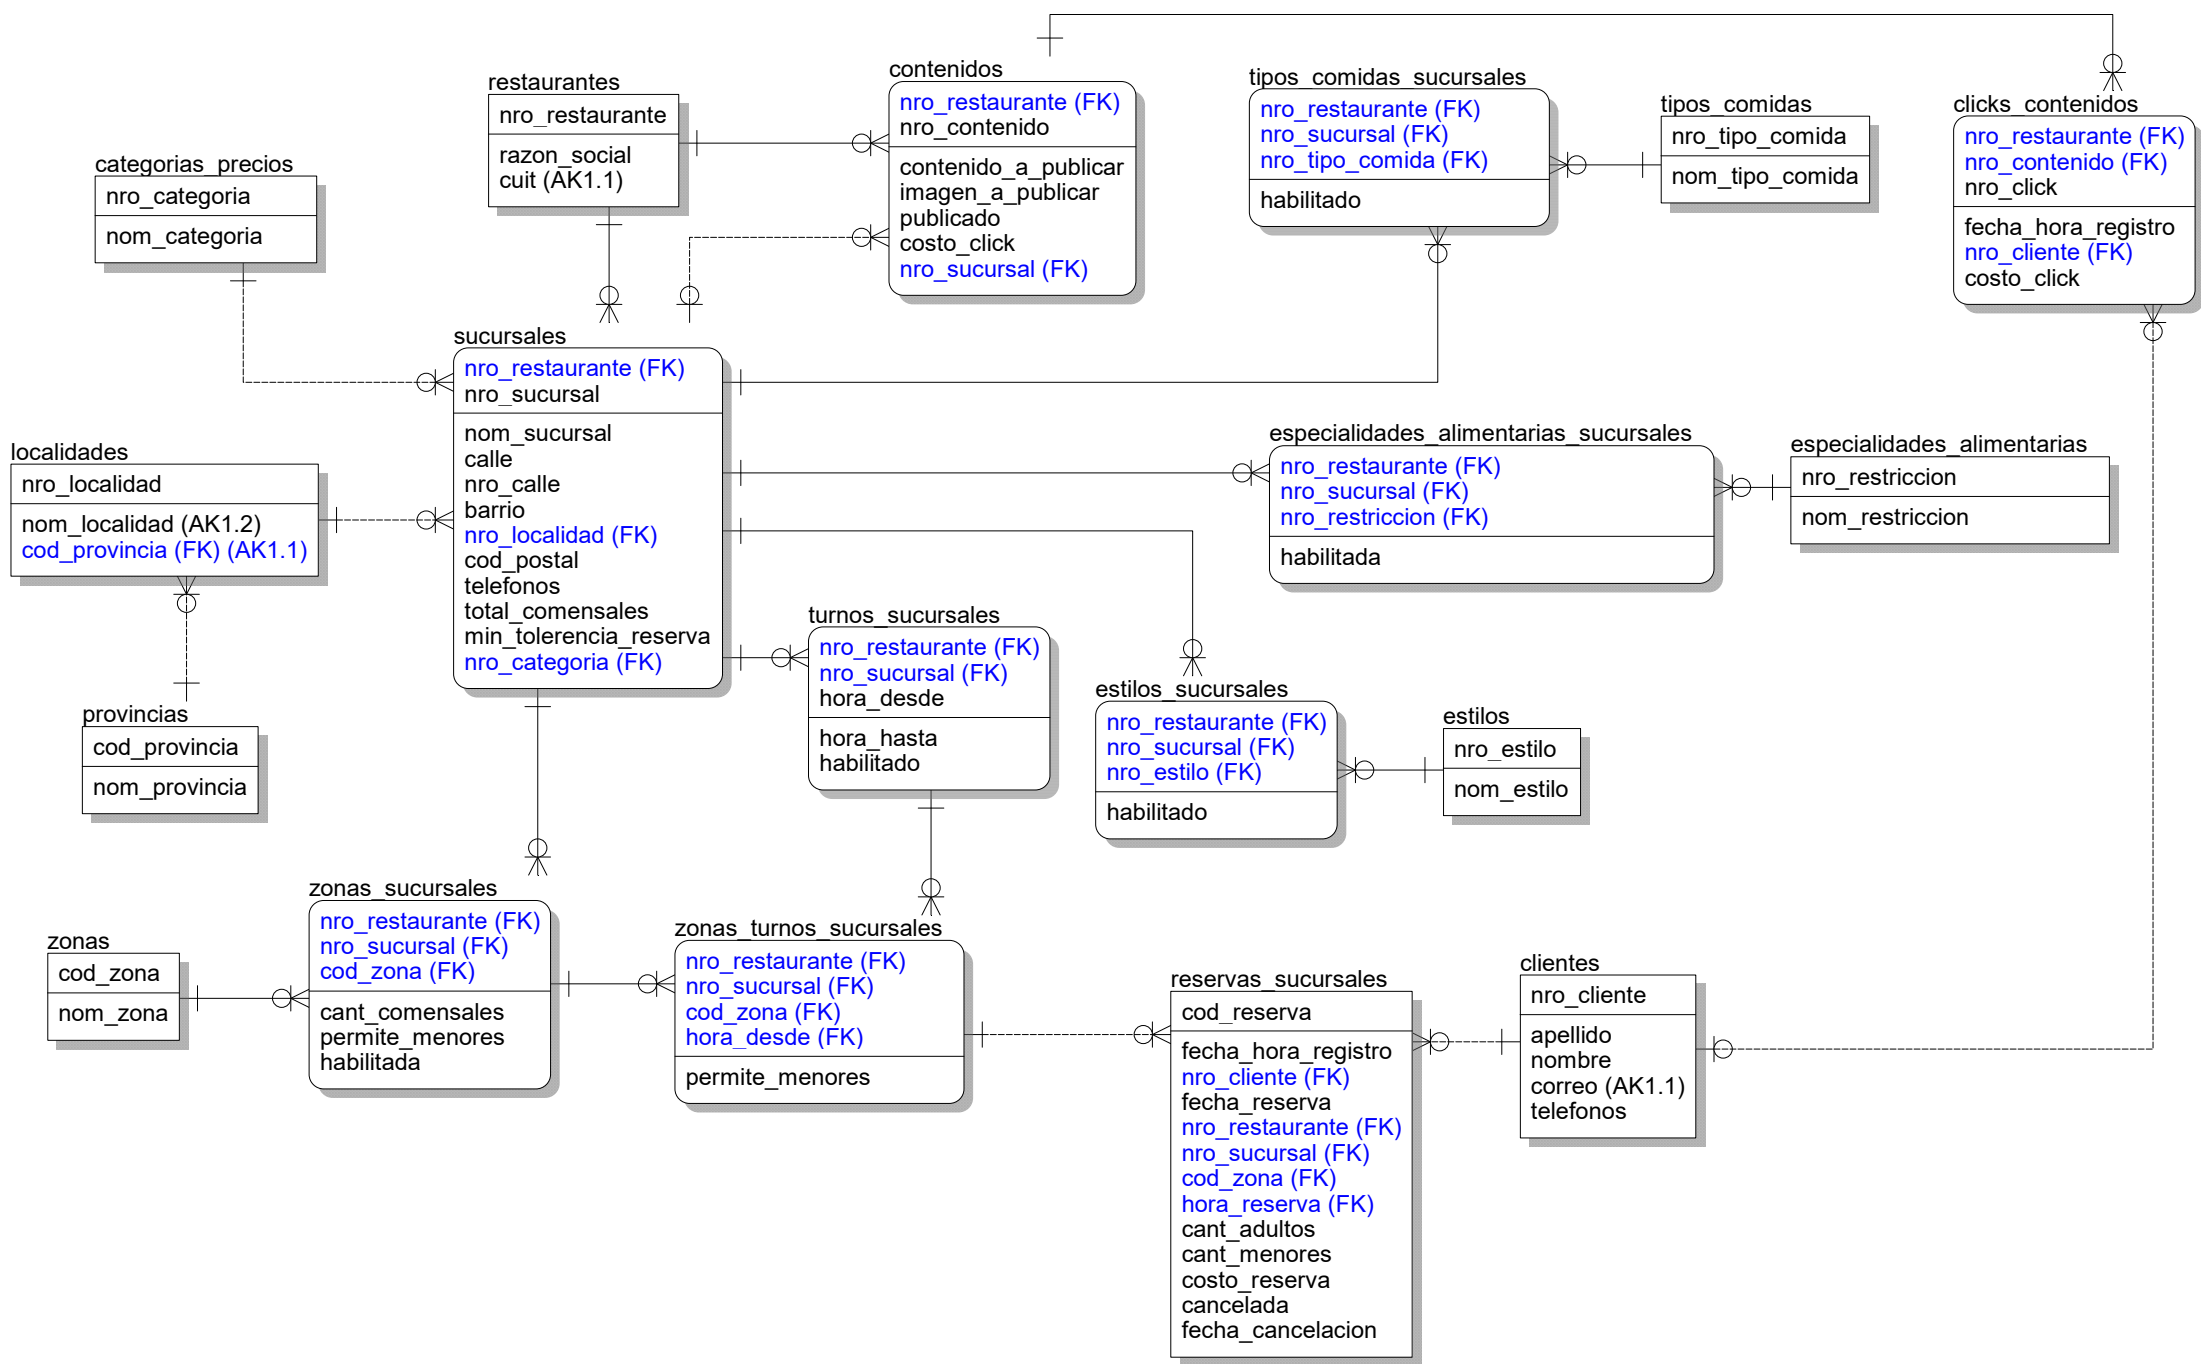 restaurantes
nro_restaurante
razon_social
cuit (AK1.1)
contenidos
nro_restaurante (FK)
nro_contenido
contenido_a_publicar
imagen_a_publicar
publicado
costo_click
nro_sucursal (FK)
tipos_comidas_sucursales
nro_restaurante (FK)
nro_sucursal (FK)
nro_tipo_comida (FK)
habilitado
tipos_comidas
nro_tipo_comida
nom_tipo_comida
clicks_contenidos
nro_restaurante (FK)
nro_contenido (FK)
nro_click
fecha_hora_registro
nro_cliente (FK)
costo_click
categorias_precios
nro_categoria
nom_categoria
sucursales
nro_restaurante (FK)
nro_sucursal
nom_sucursal
calle
nro_calle
barrio
nro_localidad (FK)
cod_postal
telefonos
total_comensales
min_tolerencia_reserva
nro_categoria (FK)
localidades
nro_localidad
nom_localidad (AK1.2)
cod_provincia (FK) (AK1.1)
especialidades_alimentarias_sucursales
nro_restaurante (FK)
nro_sucursal (FK)
nro_restriccion (FK)
habilitada
especialidades_alimentarias
nro_restriccion
nom_restriccion
turnos_sucursales
nro_restaurante (FK)
nro_sucursal (FK)
hora_desde
hora_hasta
habilitado
estilos_sucursales
nro_restaurante (FK)
nro_sucursal (FK)
nro_estilo (FK)
habilitado
estilos
nro_estilo
nom_estilo
provincias
cod_provincia
nom_provincia
zonas_sucursales
nro_restaurante (FK)
nro_sucursal (FK)
cod_zona (FK)
cant_comensales
permite_menores
habilitada
zonas
cod_zona
nom_zona
zonas_turnos_sucursales
nro_restaurante (FK)
nro_sucursal (FK)
cod_zona (FK)
hora_desde (FK)
permite_menores
reservas_sucursales
cod_reserva
fecha_hora_registro
nro_cliente (FK)
fecha_reserva
nro_restaurante (FK)
nro_sucursal (FK)
cod_zona (FK)
hora_reserva (FK)
cant_adultos
cant_menores
costo_reserva
cancelada
fecha_cancelacion
clientes
nro_cliente
apellido
nombre
correo (AK1.1)
telefonos